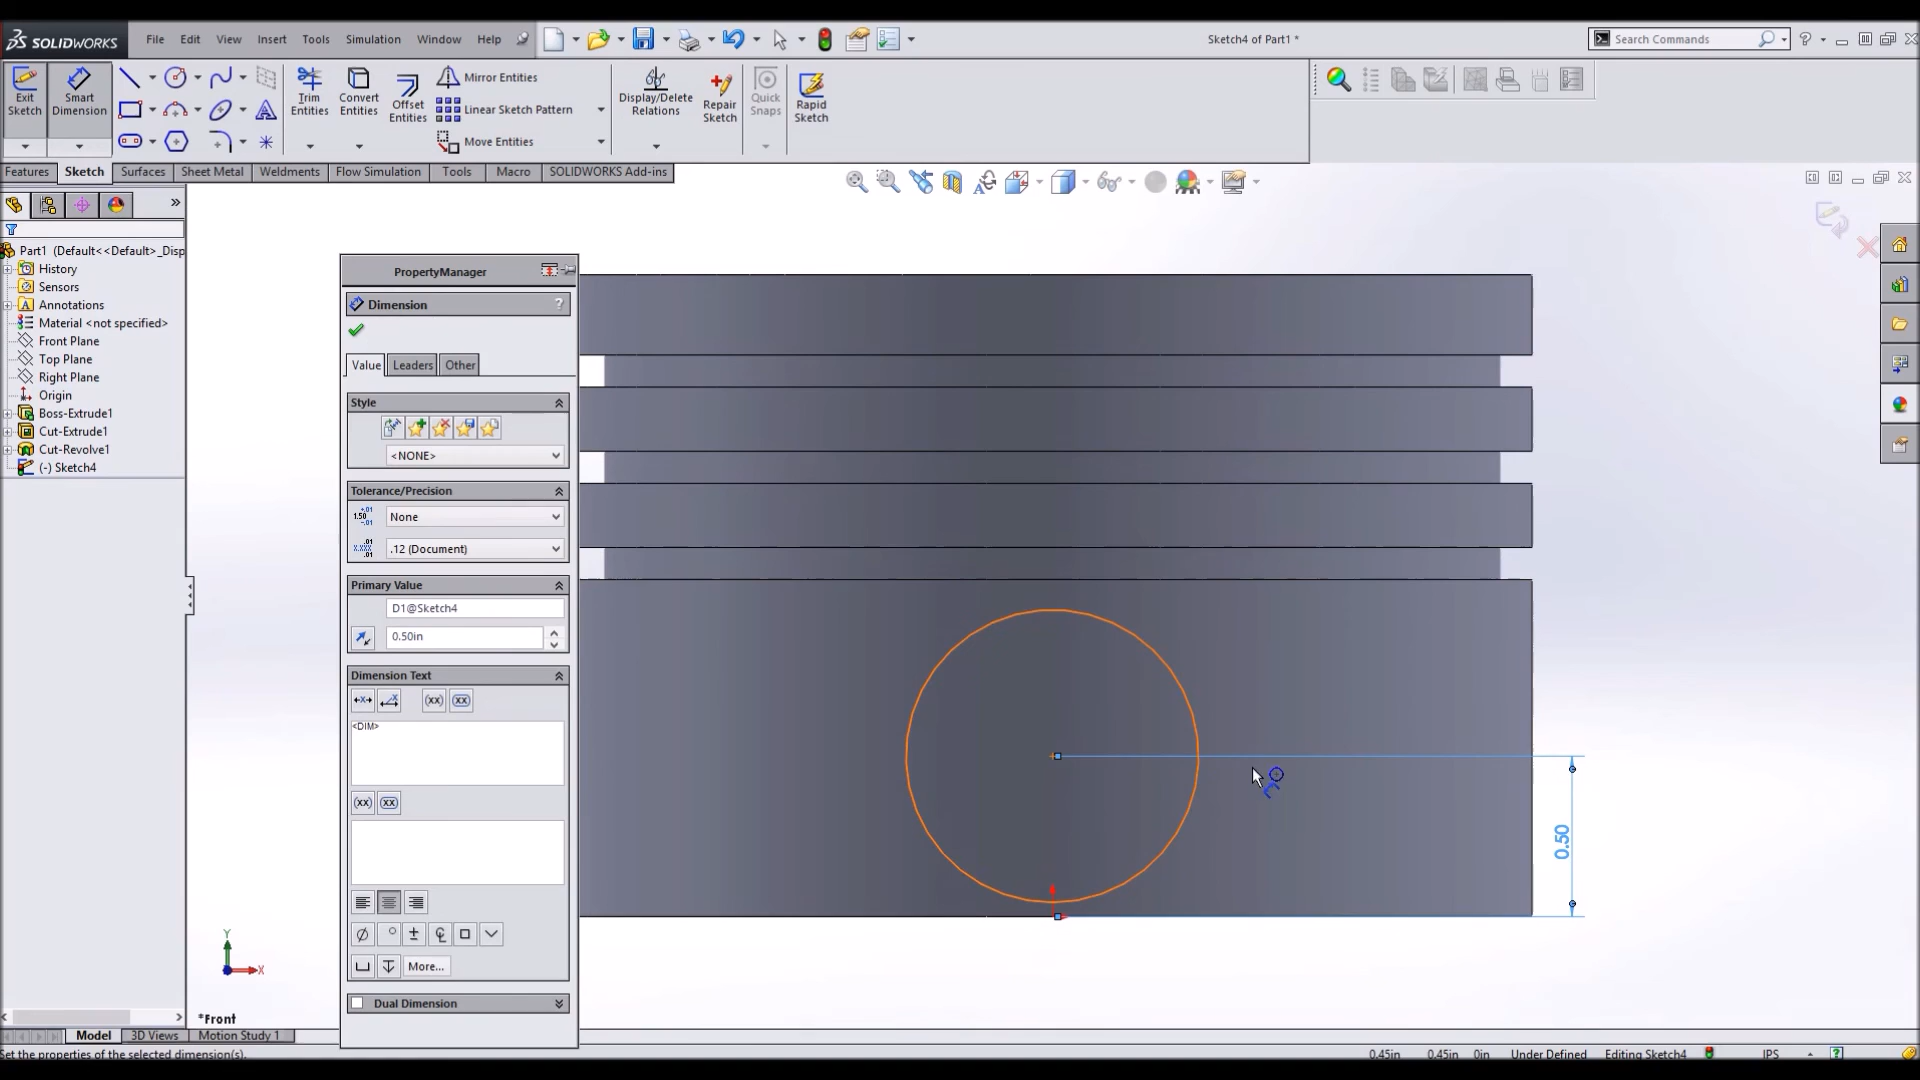 SOLIDWORKS File Edit View Insert Tools Simulation Window Help Sketch4 of Part1 * Search Commands
Exit Sketch
Smart Dimension
Trim Entities
Convert Entities
Offset Entities
Mirror Entities
Linear Sketch Pattern
Move Entities
Display/Delete Relations
Repair Sketch
Quick Snaps
Rapid Sketch
Features Sketch Surfaces Sheet Metal Weldments Flow Simulation Tools Macro SOLIDWORKS Add-ins
Part1 (Default<<Default>_Disp
History
Sensors
Annotations
Material <not specified>
Front Plane
Top Plane
Right Plane
Origin
Boss-Extrude1
Cut-Extrude1
Cut-Revolve1
(-) Sketch4
PropertyManager
Dimension ?
Value Leaders Other
Style
<NONE>
Tolerance/Precision
None
.12 (Document)
Primary Value
D1@Sketch4
0.50in
Dimension Text
(xx) (xx)
<DIM>
(xx) (xx)
More...
Dual Dimension
0.50
Y
X
*Front
Model 3D Views Motion Study 1
Set the properties of the selected dimension(s). 0.45in 0.45in 0in Under Defined Editing Sketch4 IPS